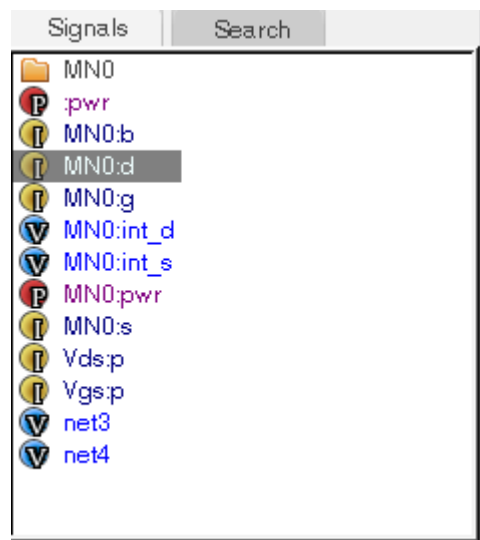 Signals Search
MN0
P :pwr
I MN0:b
I MN0:d
I MN0:g
V MN0:int_d
V MN0:int_s
P MN0:pwr
I MN0:s
I Vds:p
I Vgs:p
V net3
V net4